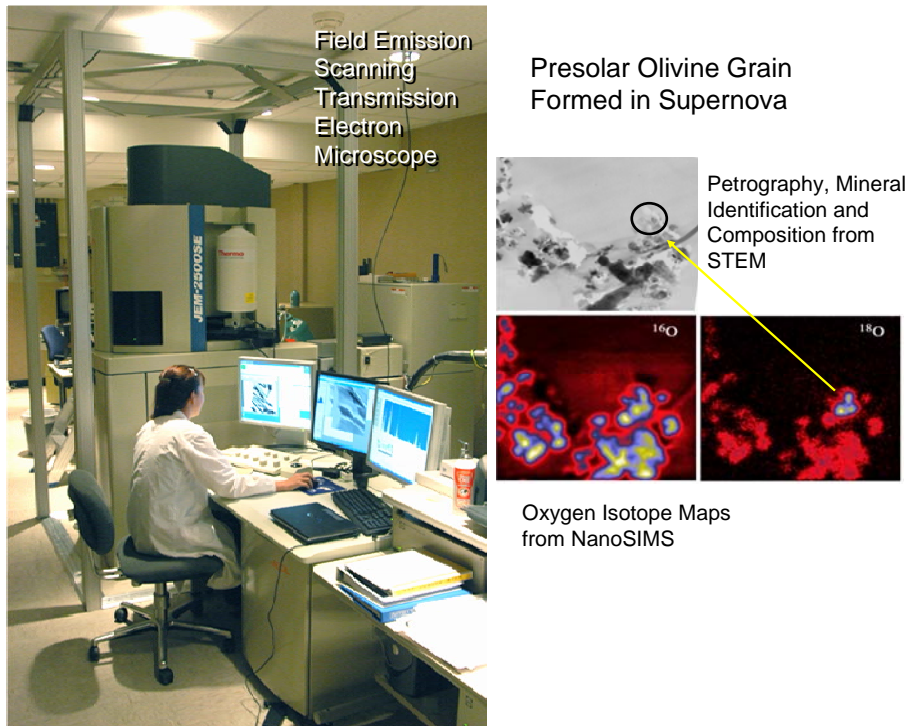 Field Emission
Scanning
Transmission
Electron
Microscope
Presolar Olivine Grain
Formed in Supernova
Petrography, Mineral
Identification and
Composition from
STEM
JEM-2500SE
Thermo
¹⁶O
¹⁸O
Oxygen Isotope Maps
from NanoSIMS